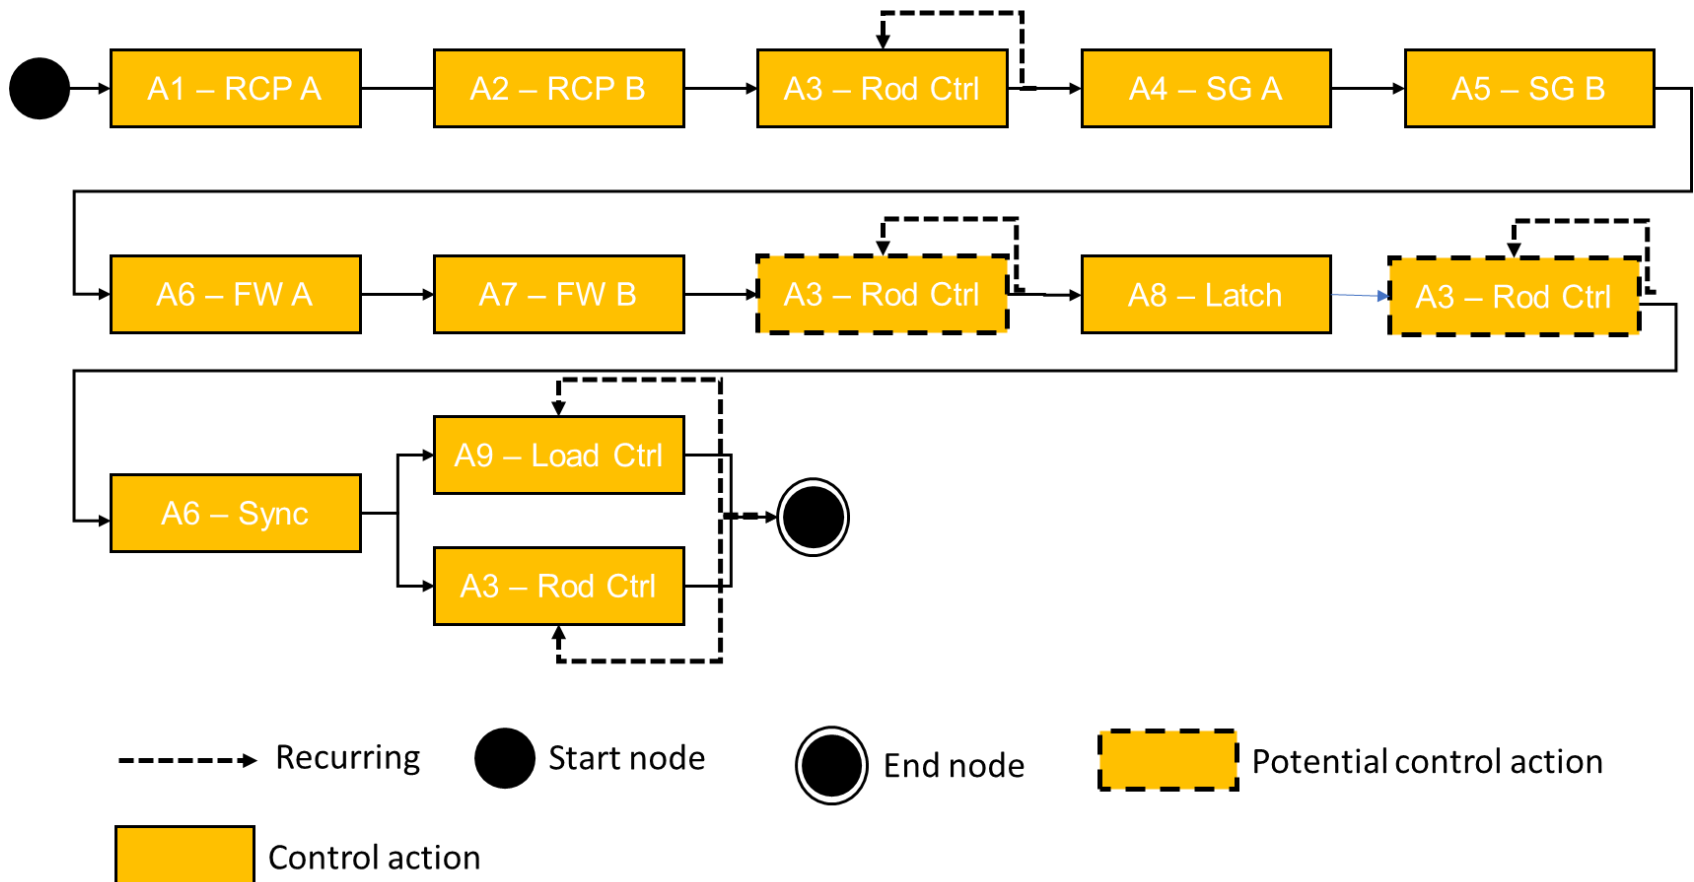 A1 – RCP A
A2 – RCP B
A3 – Rod Ctrl
A4 – SG A
A5 – SG B
A6 – FW A
A7 – FW B
A3 – Rod Ctrl
A8 – Latch
A3 – Rod Ctrl
A6 – Sync
A9 – Load Ctrl
A3 – Rod Ctrl
Recurring
Start node
End node
Potential control action
Control action